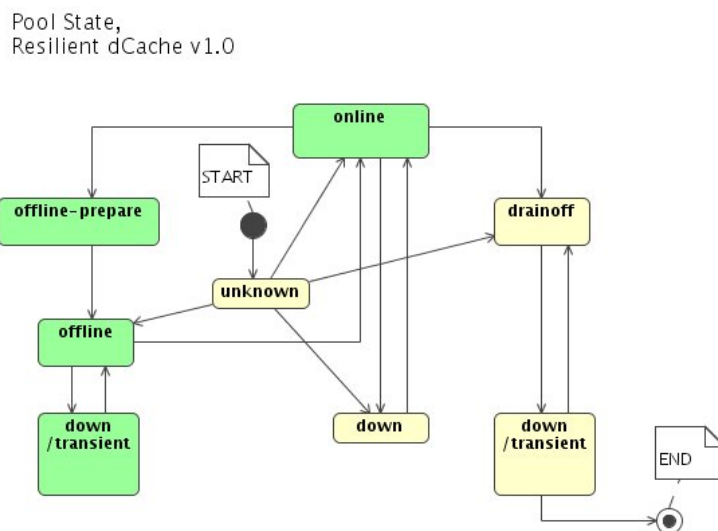 Pool State,
Resilient dCache v1.0
online
START
offline-prepare
drainoff
unknown
offline
down
/transient
down
down
/transient
END